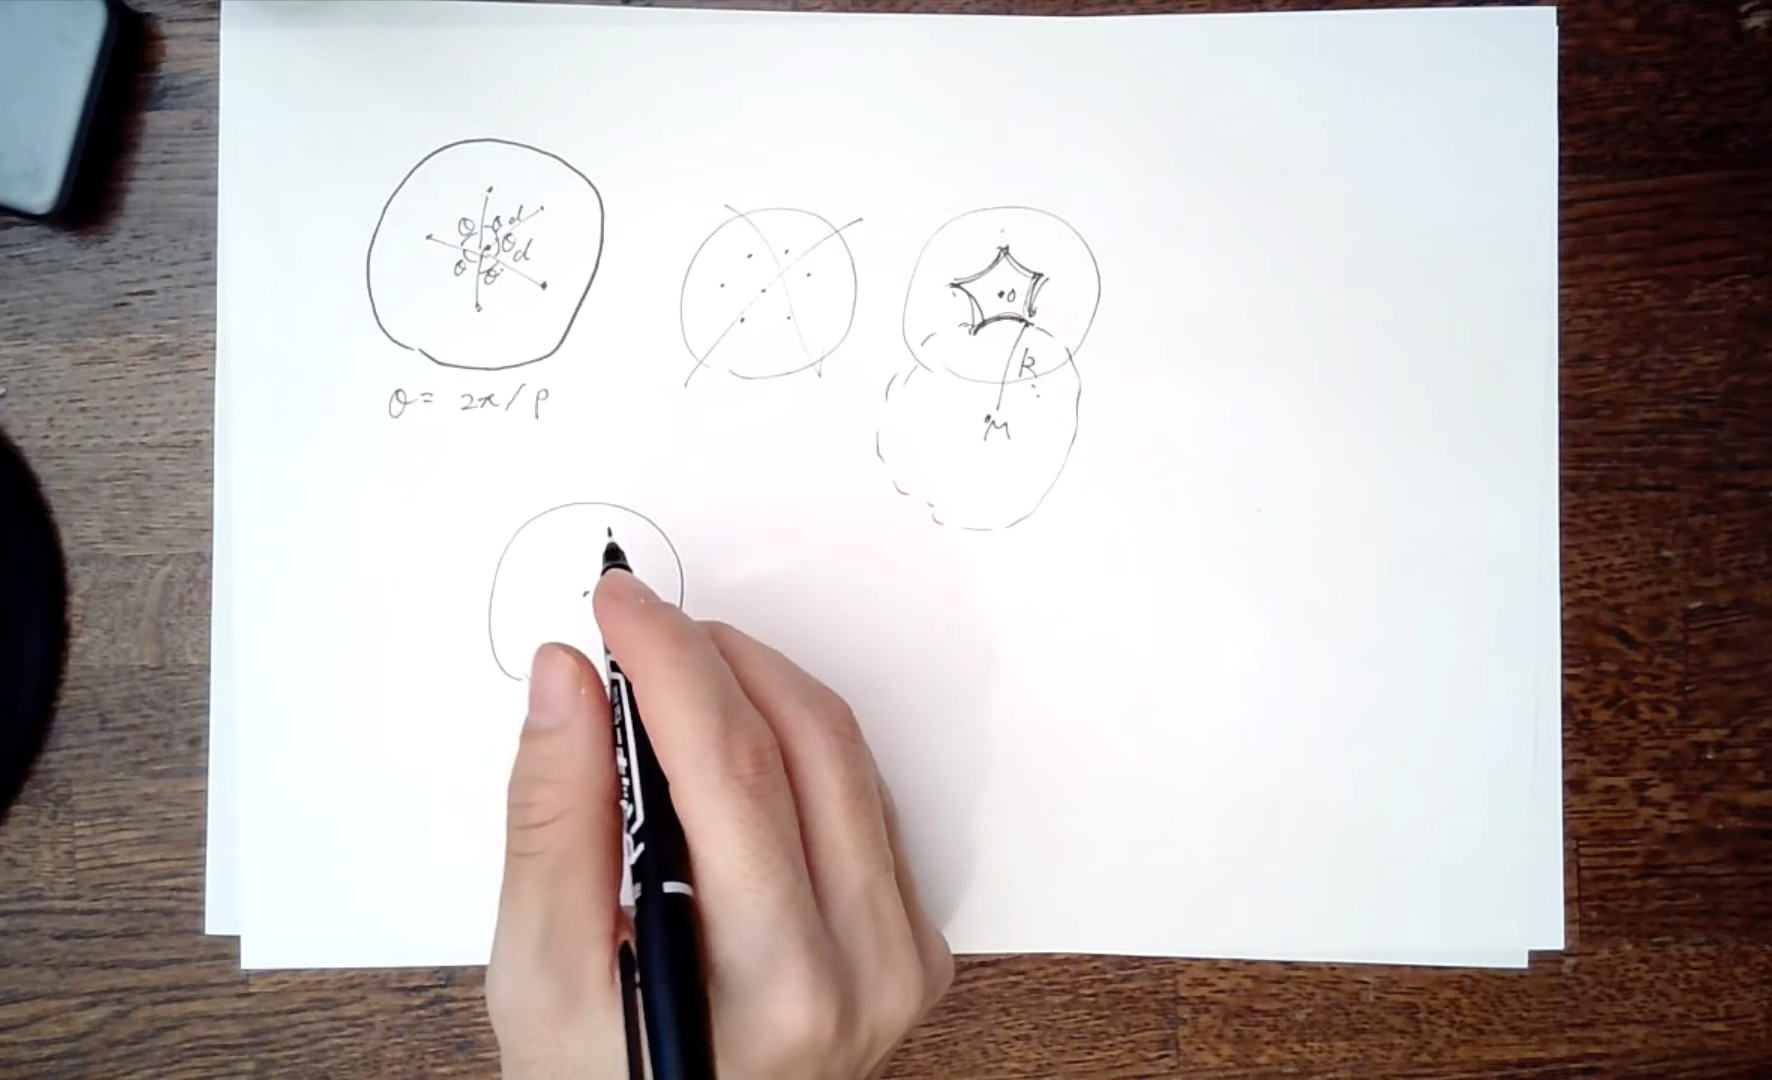 θ θ d
θ d
θ θ
θ = 2π / P
O
R
M